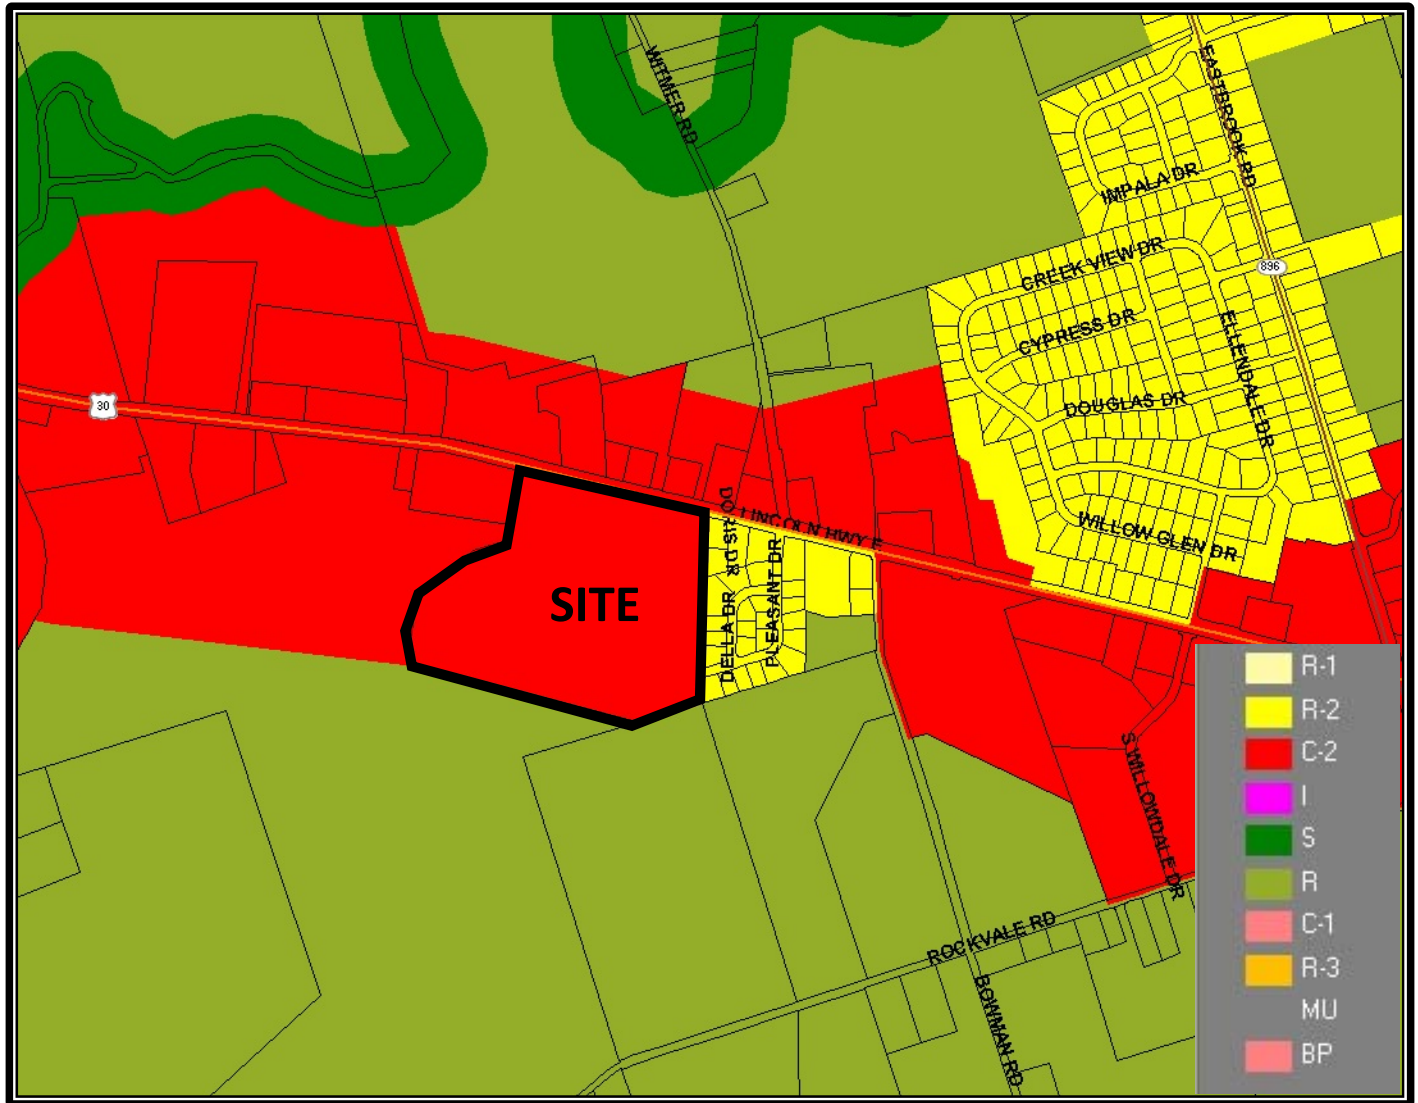 WITMER RD
EASTBROOK RD
IMPALA DR
CREEK VIEW DR
896
CYPRESS DR
ELLENDALE DR
30
DOUGLAS DR
LINCOLN HWY E
WILLOW GLEN DR
SITE
DELLA DR
PLEASANT DR
S WILLOWDALE DR
ROCKVALE RD
BOWMAN RD
R-1
R-2
C-2
I
S
R
C-1
R-3
MU
BP